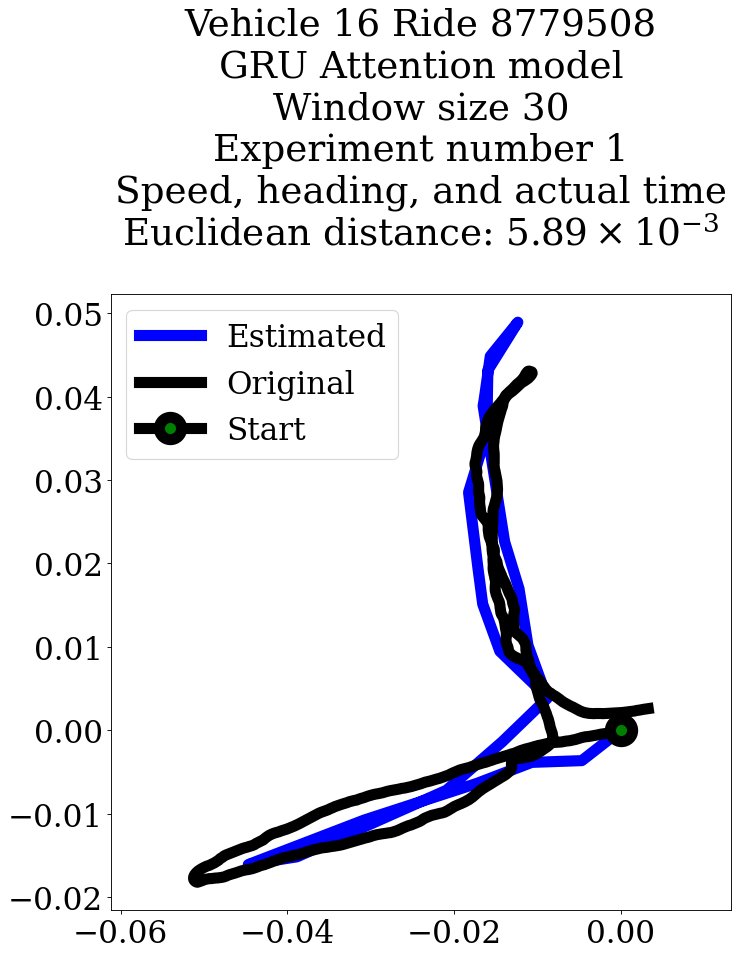 Vehicle 16 Ride 8779508
GRU Attention model
Window size 30
Experiment number 1
Speed, heading, and actual time
Euclidean distance: 5.89 × 10⁻³
Estimated
Original
Start
0.05
0.04
0.03
0.02
0.01
0.00
−0.01
−0.02
−0.06
−0.04
−0.02
0.00